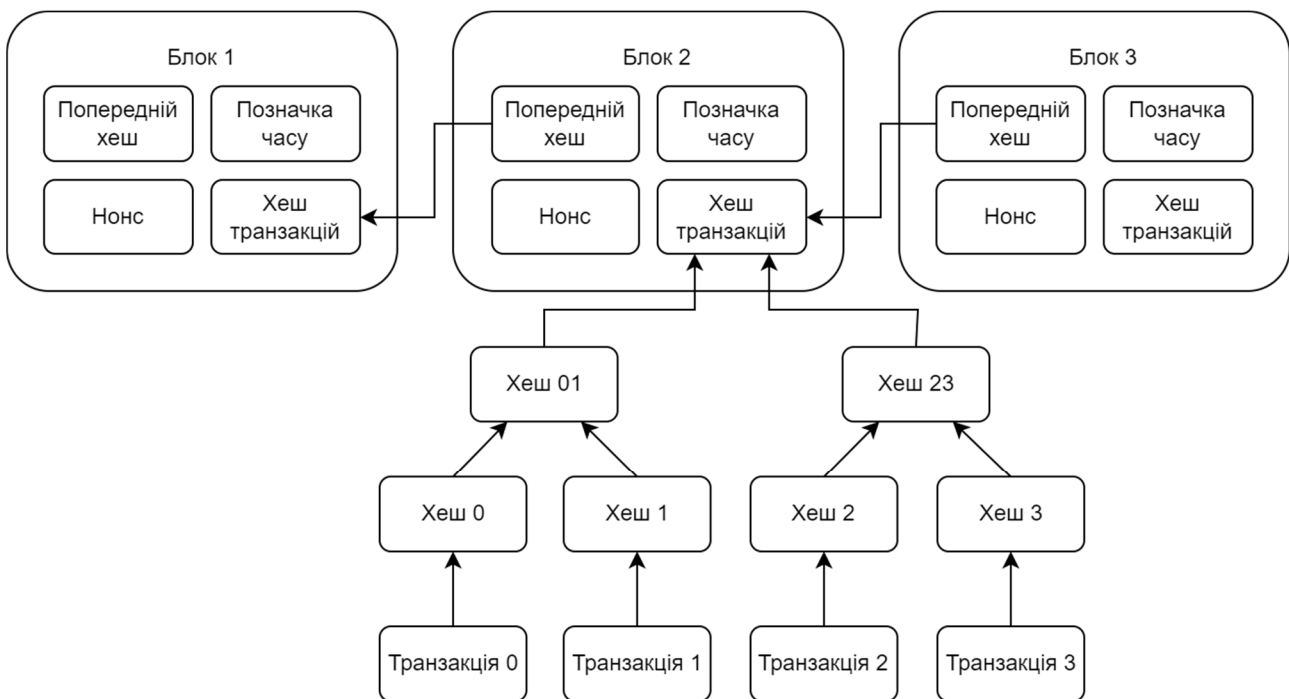 Блок 1
Попередній
хеш
Позначка
часу
Нонс
Хеш
транзакцій
Блок 2
Попередній
хеш
Позначка
часу
Нонс
Хеш
транзакцій
Блок 3
Попередній
хеш
Позначка
часу
Нонс
Хеш
транзакцій
Хеш 01
Хеш 23
Хеш 0
Хеш 1
Хеш 2
Хеш 3
Транзакція 0
Транзакція 1
Транзакція 2
Транзакція 3